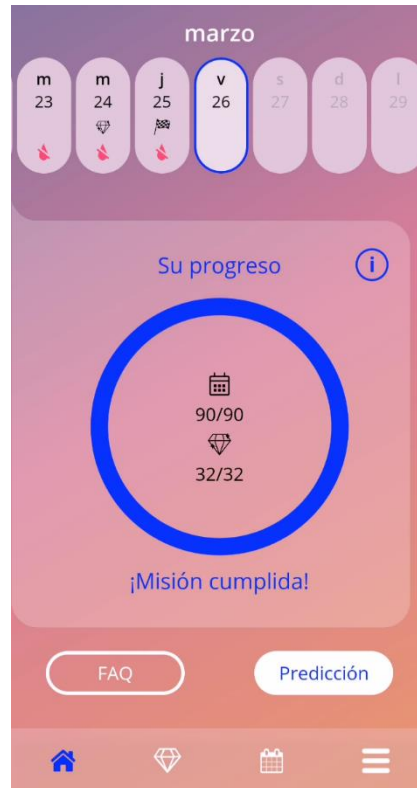 marzo
m m j v s d l
23 24 25 26 27 28 29
Su progreso
i
90/90
32/32
¡Misión cumplida!
FAQ Predicción